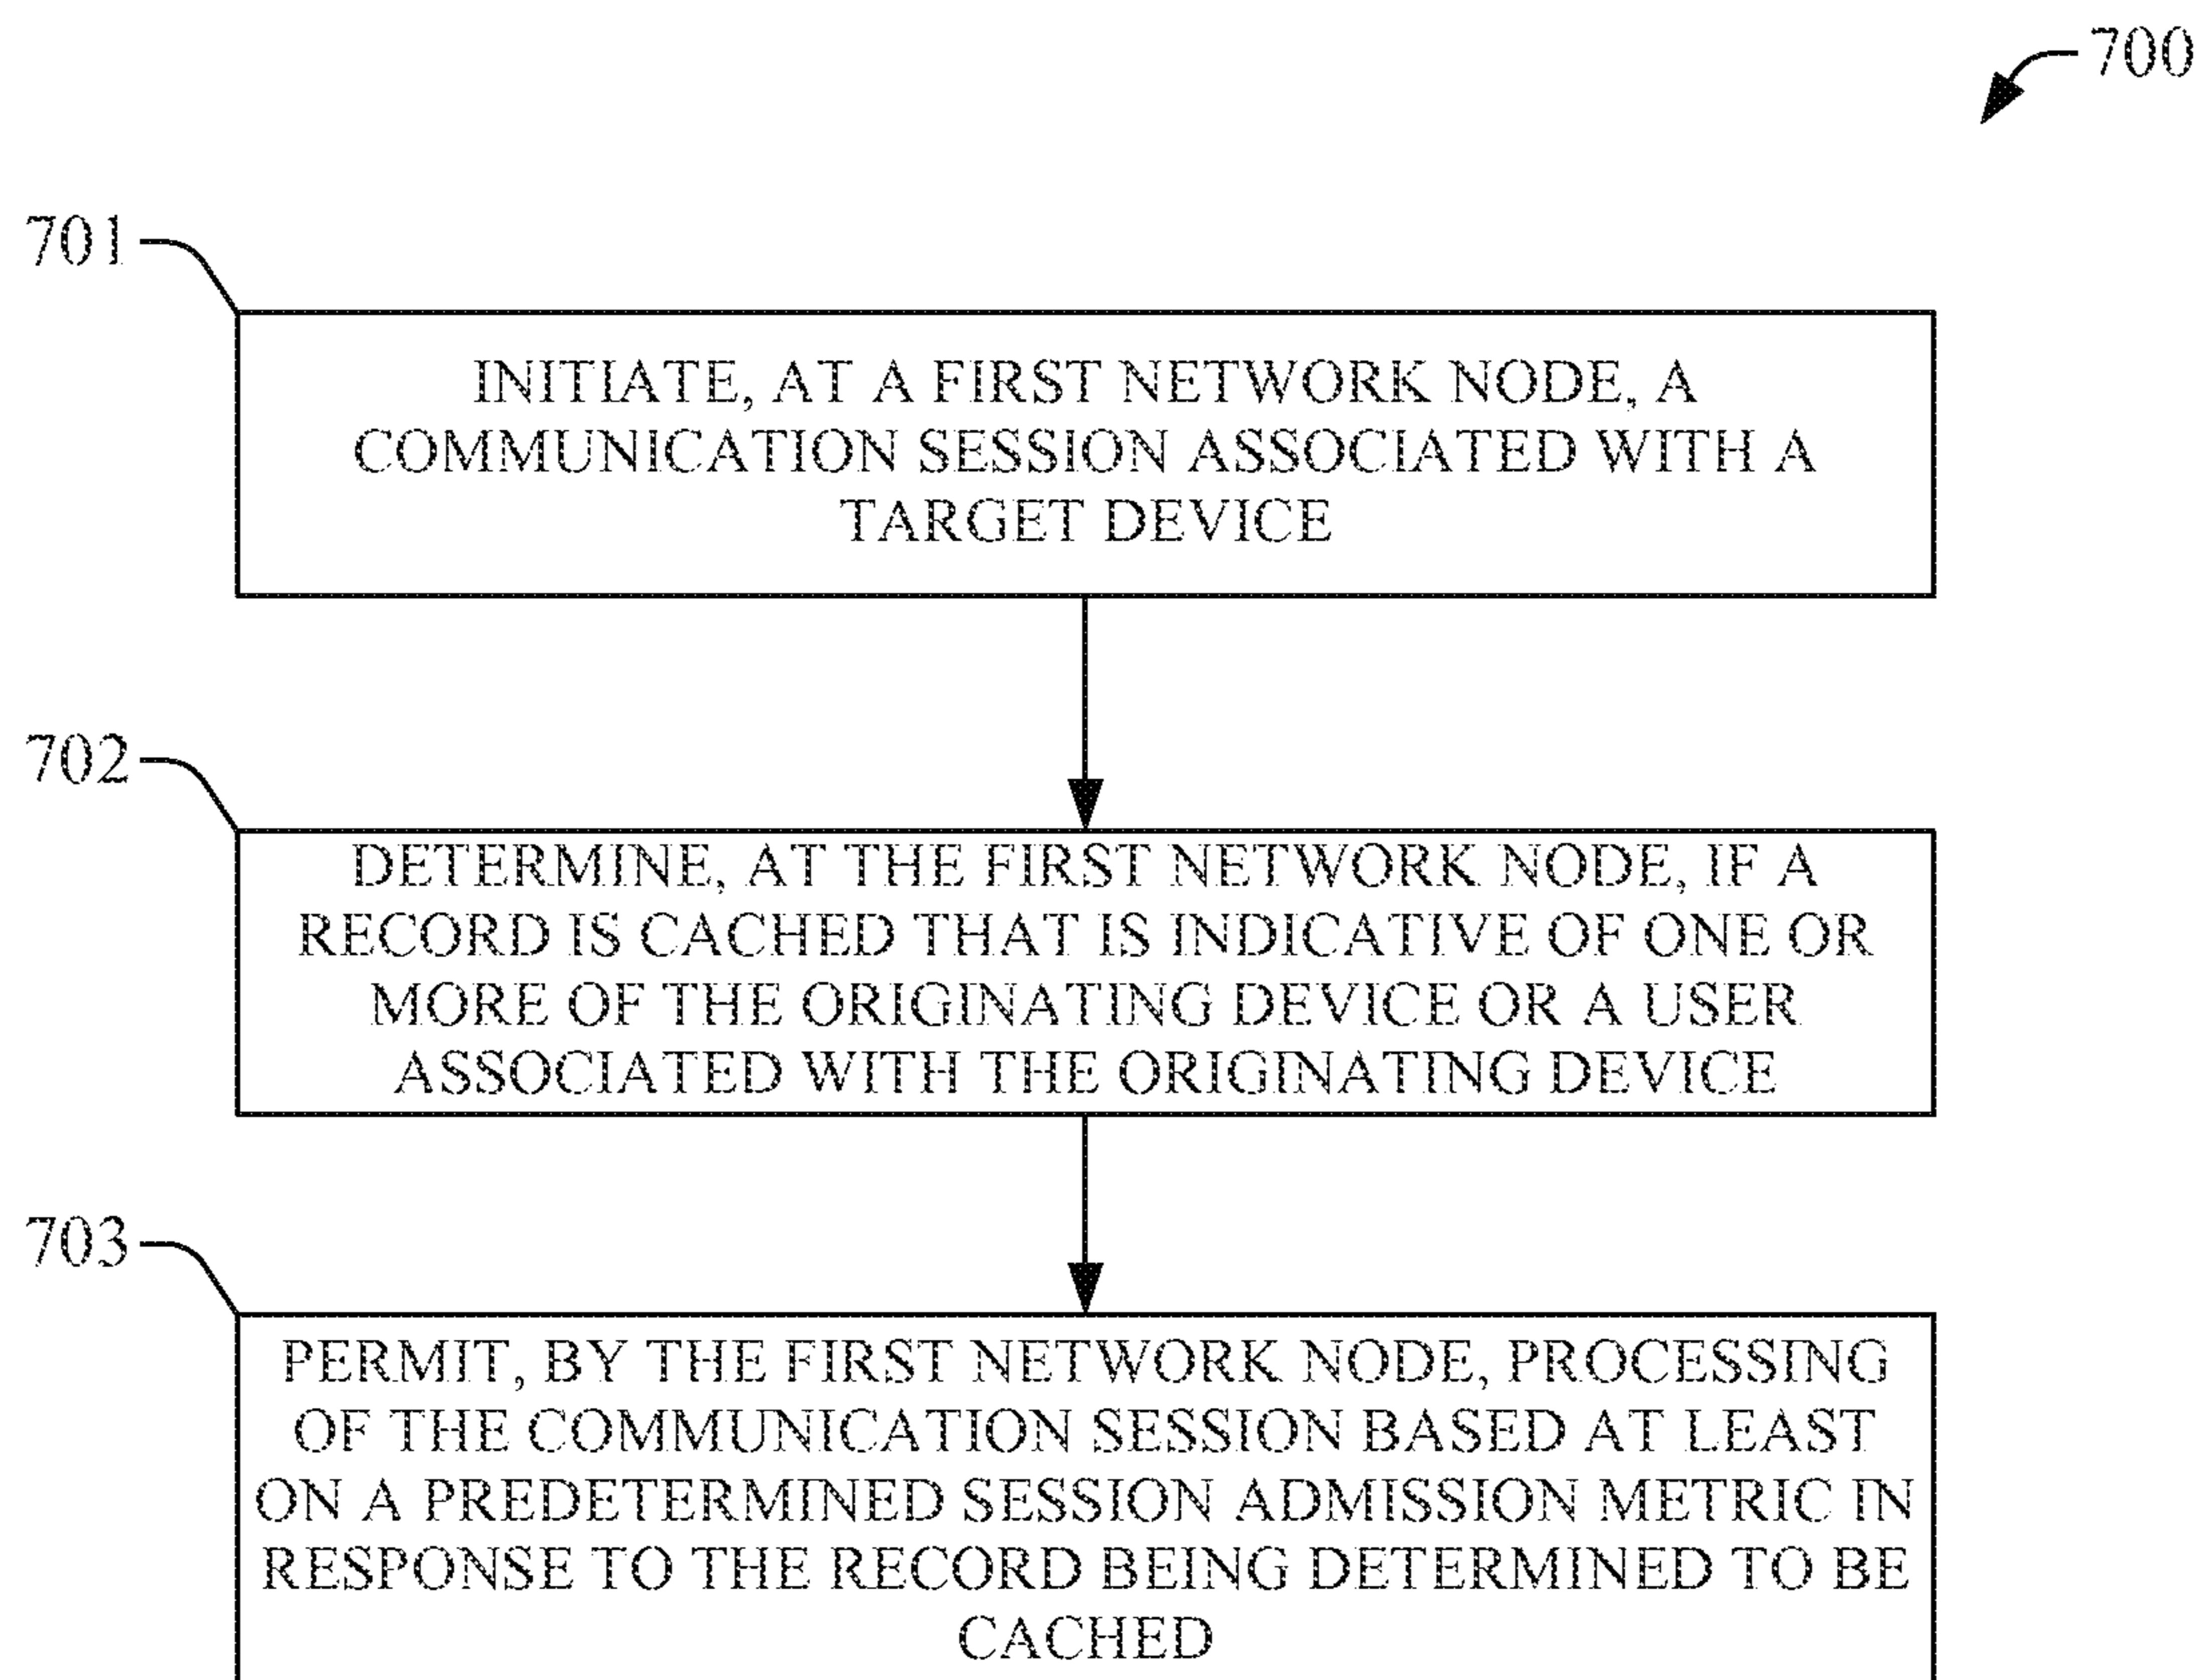 700
701
INITIATE, AT A FIRST NETWORK NODE, A
COMMUNICATION SESSION ASSOCIATED WITH A
TARGET DEVICE
702
DETERMINE, AT THE FIRST NETWORK NODE, IF A
RECORD IS CACHED THAT IS INDICATIVE OF ONE OR
MORE OF THE ORIGINATING DEVICE OR A USER
ASSOCIATED WITH THE ORIGINATING DEVICE
703
PERMIT, BY THE FIRST NETWORK NODE, PROCESSING
OF THE COMMUNICATION SESSION BASED AT LEAST
ON A PREDETERMINED SESSION ADMISSION METRIC IN
RESPONSE TO THE RECORD BEING DETERMINED TO BE
CACHED